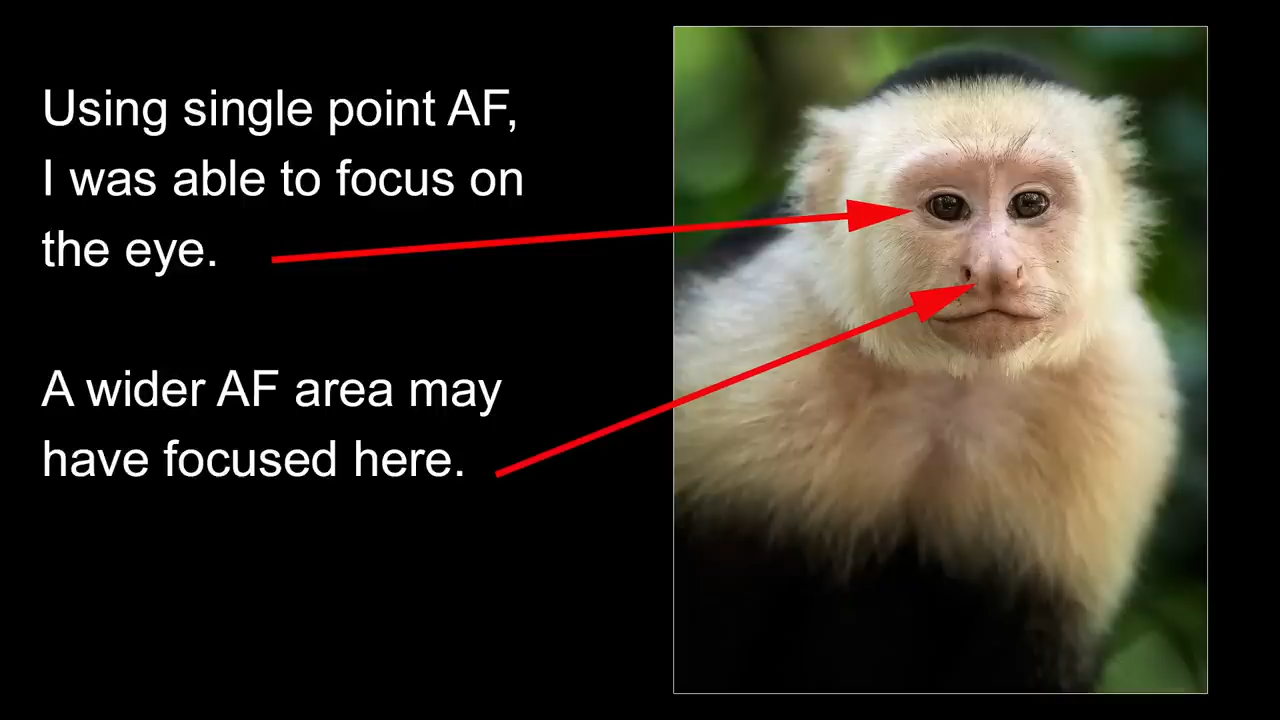 Using single point AF,
I was able to focus on
the eye.
A wider AF area may
have focused here.